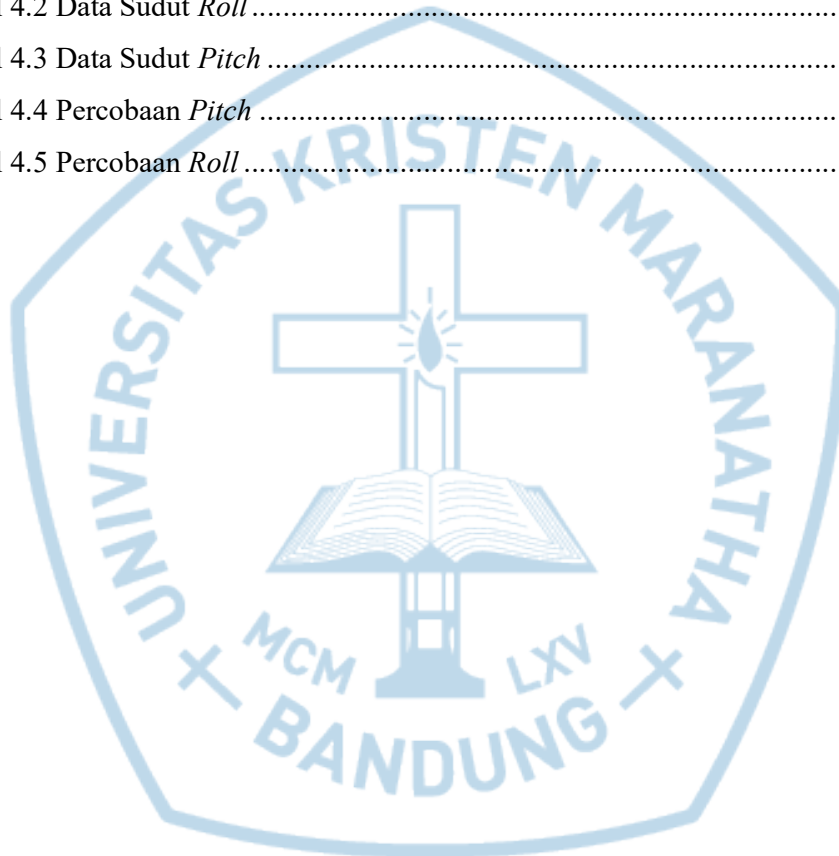 4.2 Data Sudut Roll ....................................................................................
4.3 Data Sudut Pitch ..................................................................................
4.4 Percobaan Pitch ...................................................................................
4.5 Percobaan Roll .....................................................................................
UNIVERSITAS KRISTEN MARANATHA
MCM LXV
BANDUNG